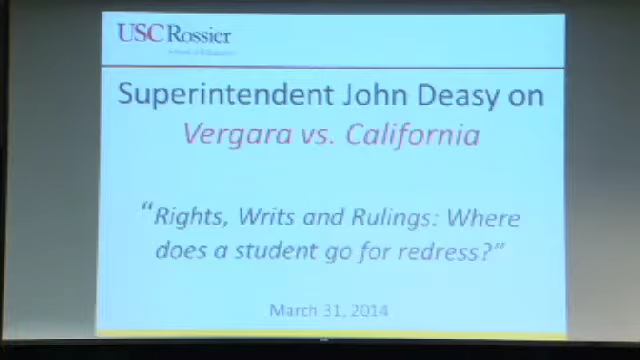 USC Rossier
Superintendent John Deasy on
Vergara vs. California
“Rights, Writs and Rulings: Where
does a student go for redress?”
March 31, 2014